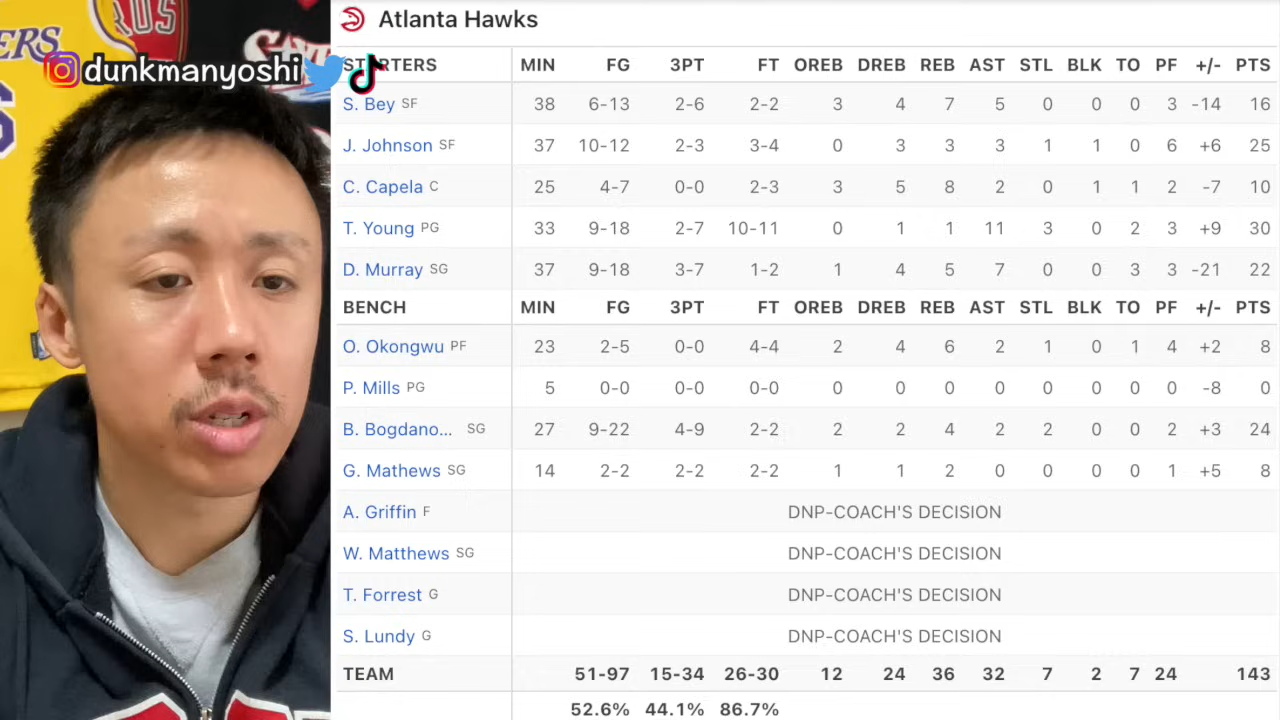 Atlanta Hawks
dunkmanyoshi
STARTERS MIN FG 3PT FT OREB DREB REB AST STL BLK TO PF +/- PTS
S. Bey SF 38 6-13 2-6 2-2 3 4 7 5 0 0 0 3 -14 16
J. Johnson SF 37 10-12 2-3 3-4 0 3 3 3 1 1 0 6 +6 25
C. Capela C 25 4-7 0-0 2-3 3 5 8 2 0 1 1 2 -7 10
T. Young PG 33 9-18 2-7 10-11 0 1 1 11 3 0 2 3 +9 30
D. Murray SG 37 9-18 3-7 1-2 1 4 5 7 0 0 3 3 -21 22
BENCH MIN FG 3PT FT OREB DREB REB AST STL BLK TO PF +/- PTS
O. Okongwu PF 23 2-5 0-0 4-4 2 4 6 2 1 0 1 4 +2 8
P. Mills PG 5 0-0 0-0 0-0 0 0 0 0 0 0 0 0 -8 0
B. Bogdano... SG 27 9-22 4-9 2-2 2 2 4 2 2 0 0 2 +3 24
G. Mathews SG 14 2-2 2-2 2-2 1 1 2 0 0 0 0 1 +5 8
A. Griffin F DNP-COACH'S DECISION
W. Matthews SG DNP-COACH'S DECISION
T. Forrest G DNP-COACH'S DECISION
S. Lundy G DNP-COACH'S DECISION
TEAM 51-97 15-34 26-30 12 24 36 32 7 2 7 24 143
52.6% 44.1% 86.7%